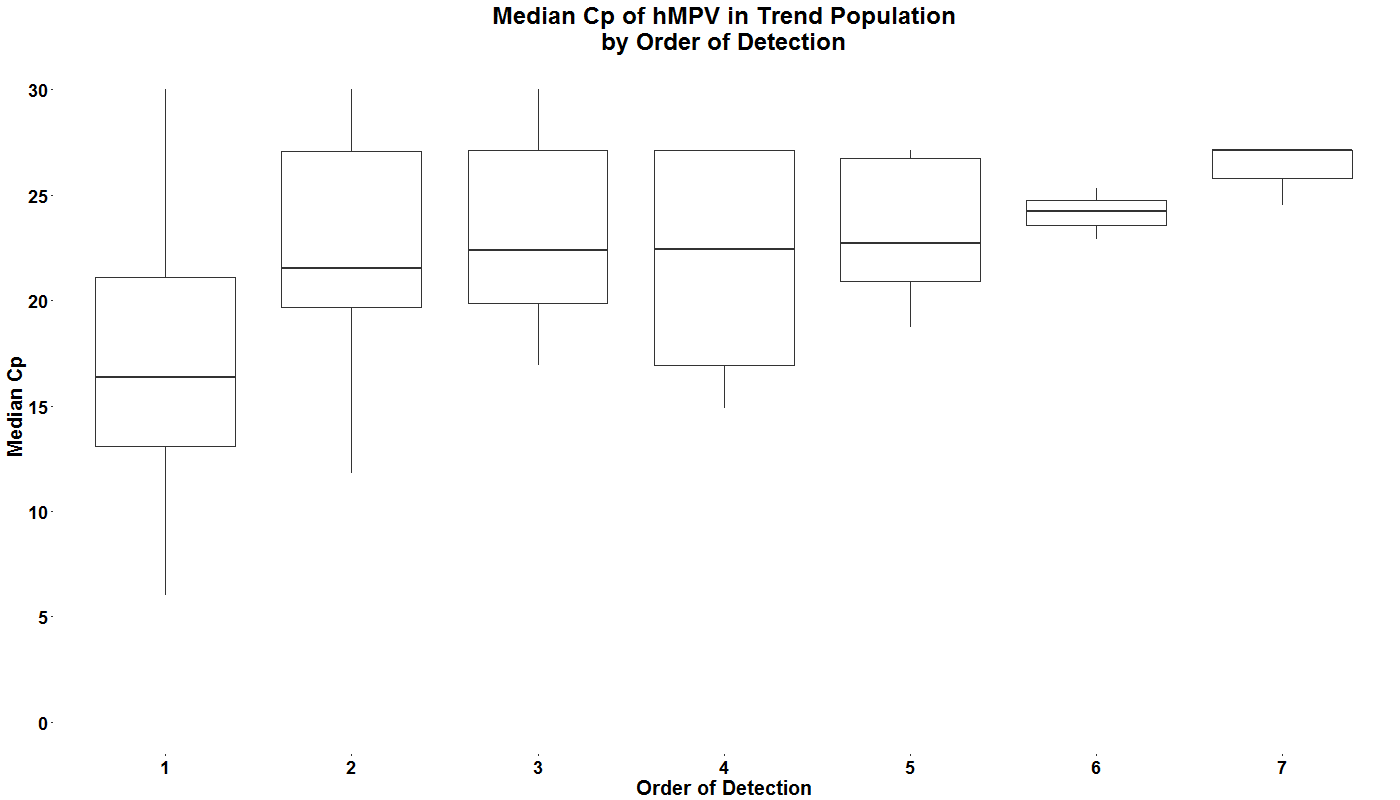 Median Cp of hMPV in Trend Population
by Order of Detection
Median Cp
30
25
20
15
10
5
0
1 2 3 4 5 6 7
Order of Detection